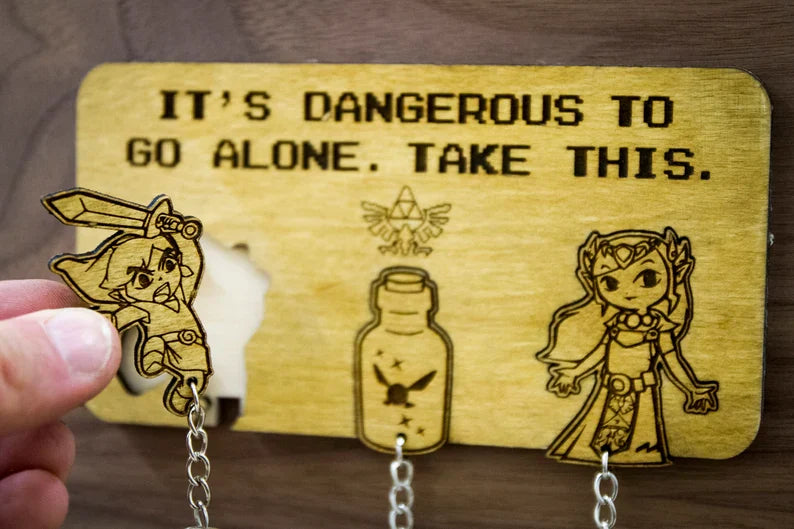 IT'S DANGEROUS TO
GO ALONE. TAKE THIS.